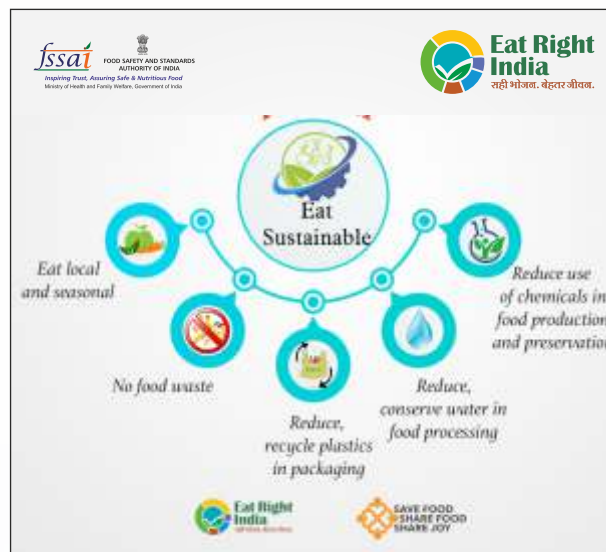 fssai
FOOD SAFETY AND STANDARDS
AUTHORITY OF INDIA
Inspiring Trust, Assuring Safe & Nutritious Food
Ministry of Health and Family Welfare, Government of India
Eat Right
India
सही भोजन. बेहतर जीवन.
Eat
Sustainable
Eat local
and seasonal
No food waste
Reduce,
recycle plastics
in packaging
Reduce,
conserve water in
food processing
Reduce use
of chemicals in
food production
and preservation
Eat Right
India
SAVE FOOD
SHARE FOOD
SHARE JOY